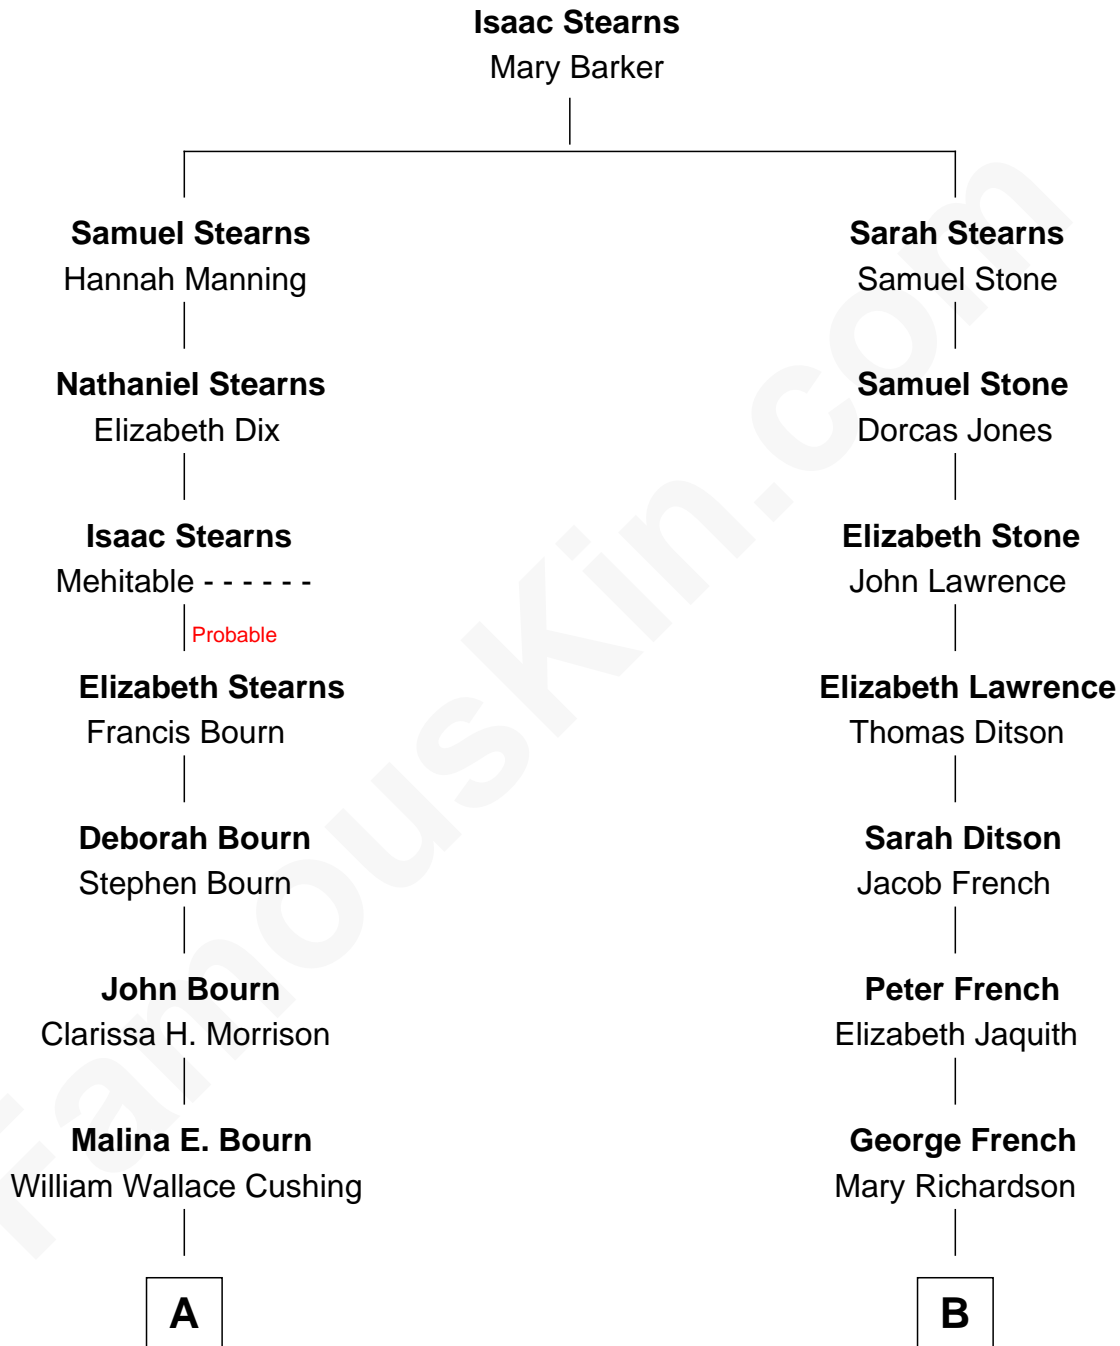 Isaac Stearns
Mary Barker
Samuel Stearns
Hannah Manning
Sarah Stearns
Samuel Stone
Nathaniel Stearns
Elizabeth Dix
Samuel Stone
Dorcas Jones
Isaac Stearns
Mehitable - - - - - -
Probable
Elizabeth Stone
John Lawrence
Elizabeth Stearns
Francis Bourn
Elizabeth Lawrence
Thomas Ditson
Deborah Bourn
Stephen Bourn
Sarah Ditson
Jacob French
John Bourn
Clarissa H. Morrison
Peter French
Elizabeth Jaquith
Malina E. Bourn
William Wallace Cushing
George French
Mary Richardson
A
B
FamousKin.com